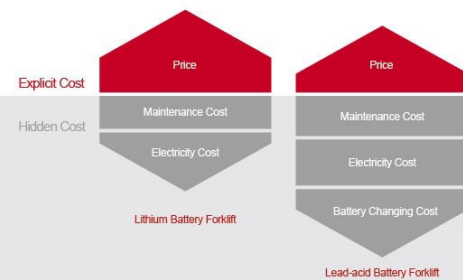 Price
Price
Explicit Cost
Hidden Cost
Maintenance Cost
Maintenance Cost
Electricity Cost
Electricity Cost
Battery Changing Cost
Lithium Battery Forklift
Lead-acid Battery Forklift